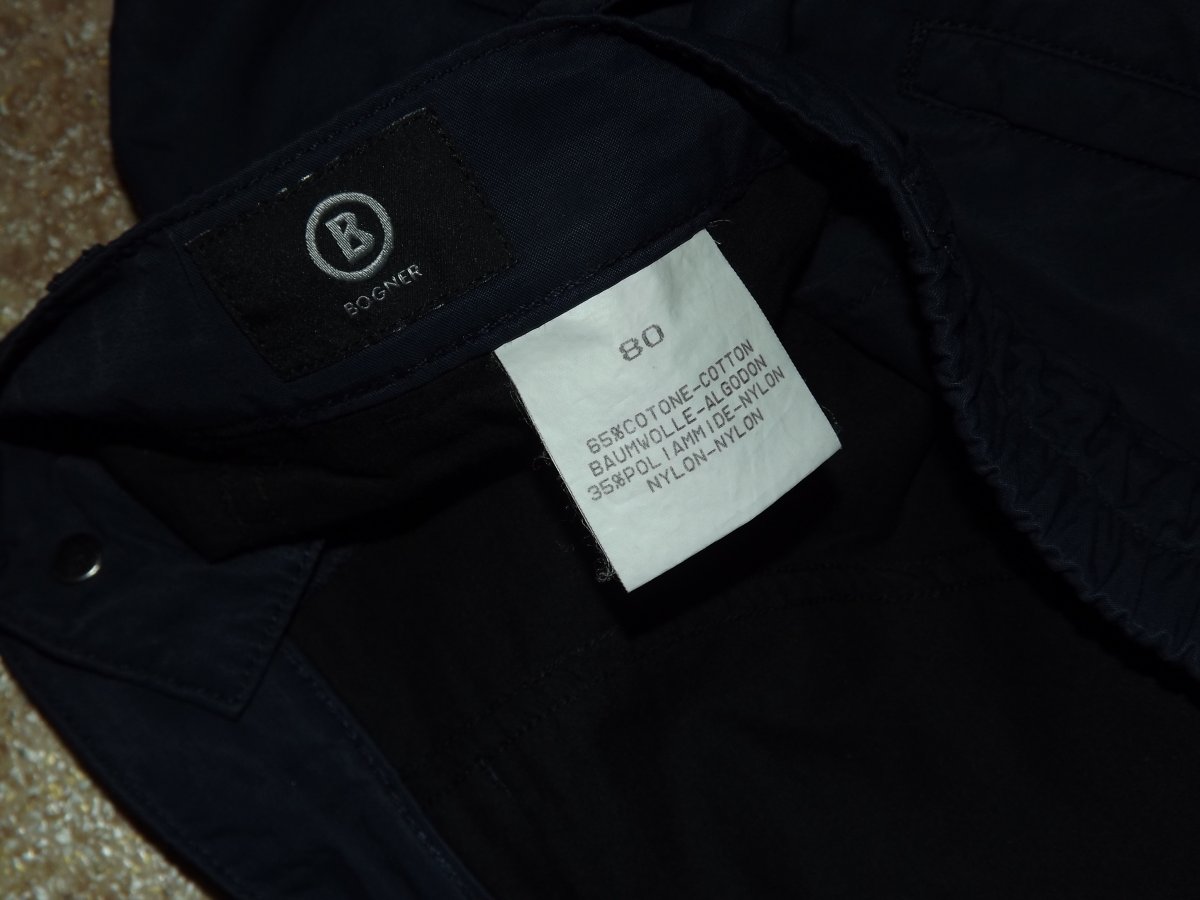 B
BOGNER
80
65%COTONE-COTTON
BAUMWOLLE-ALGODON
35%POLIAMMIDE-NYLON
NYLON-NYLON